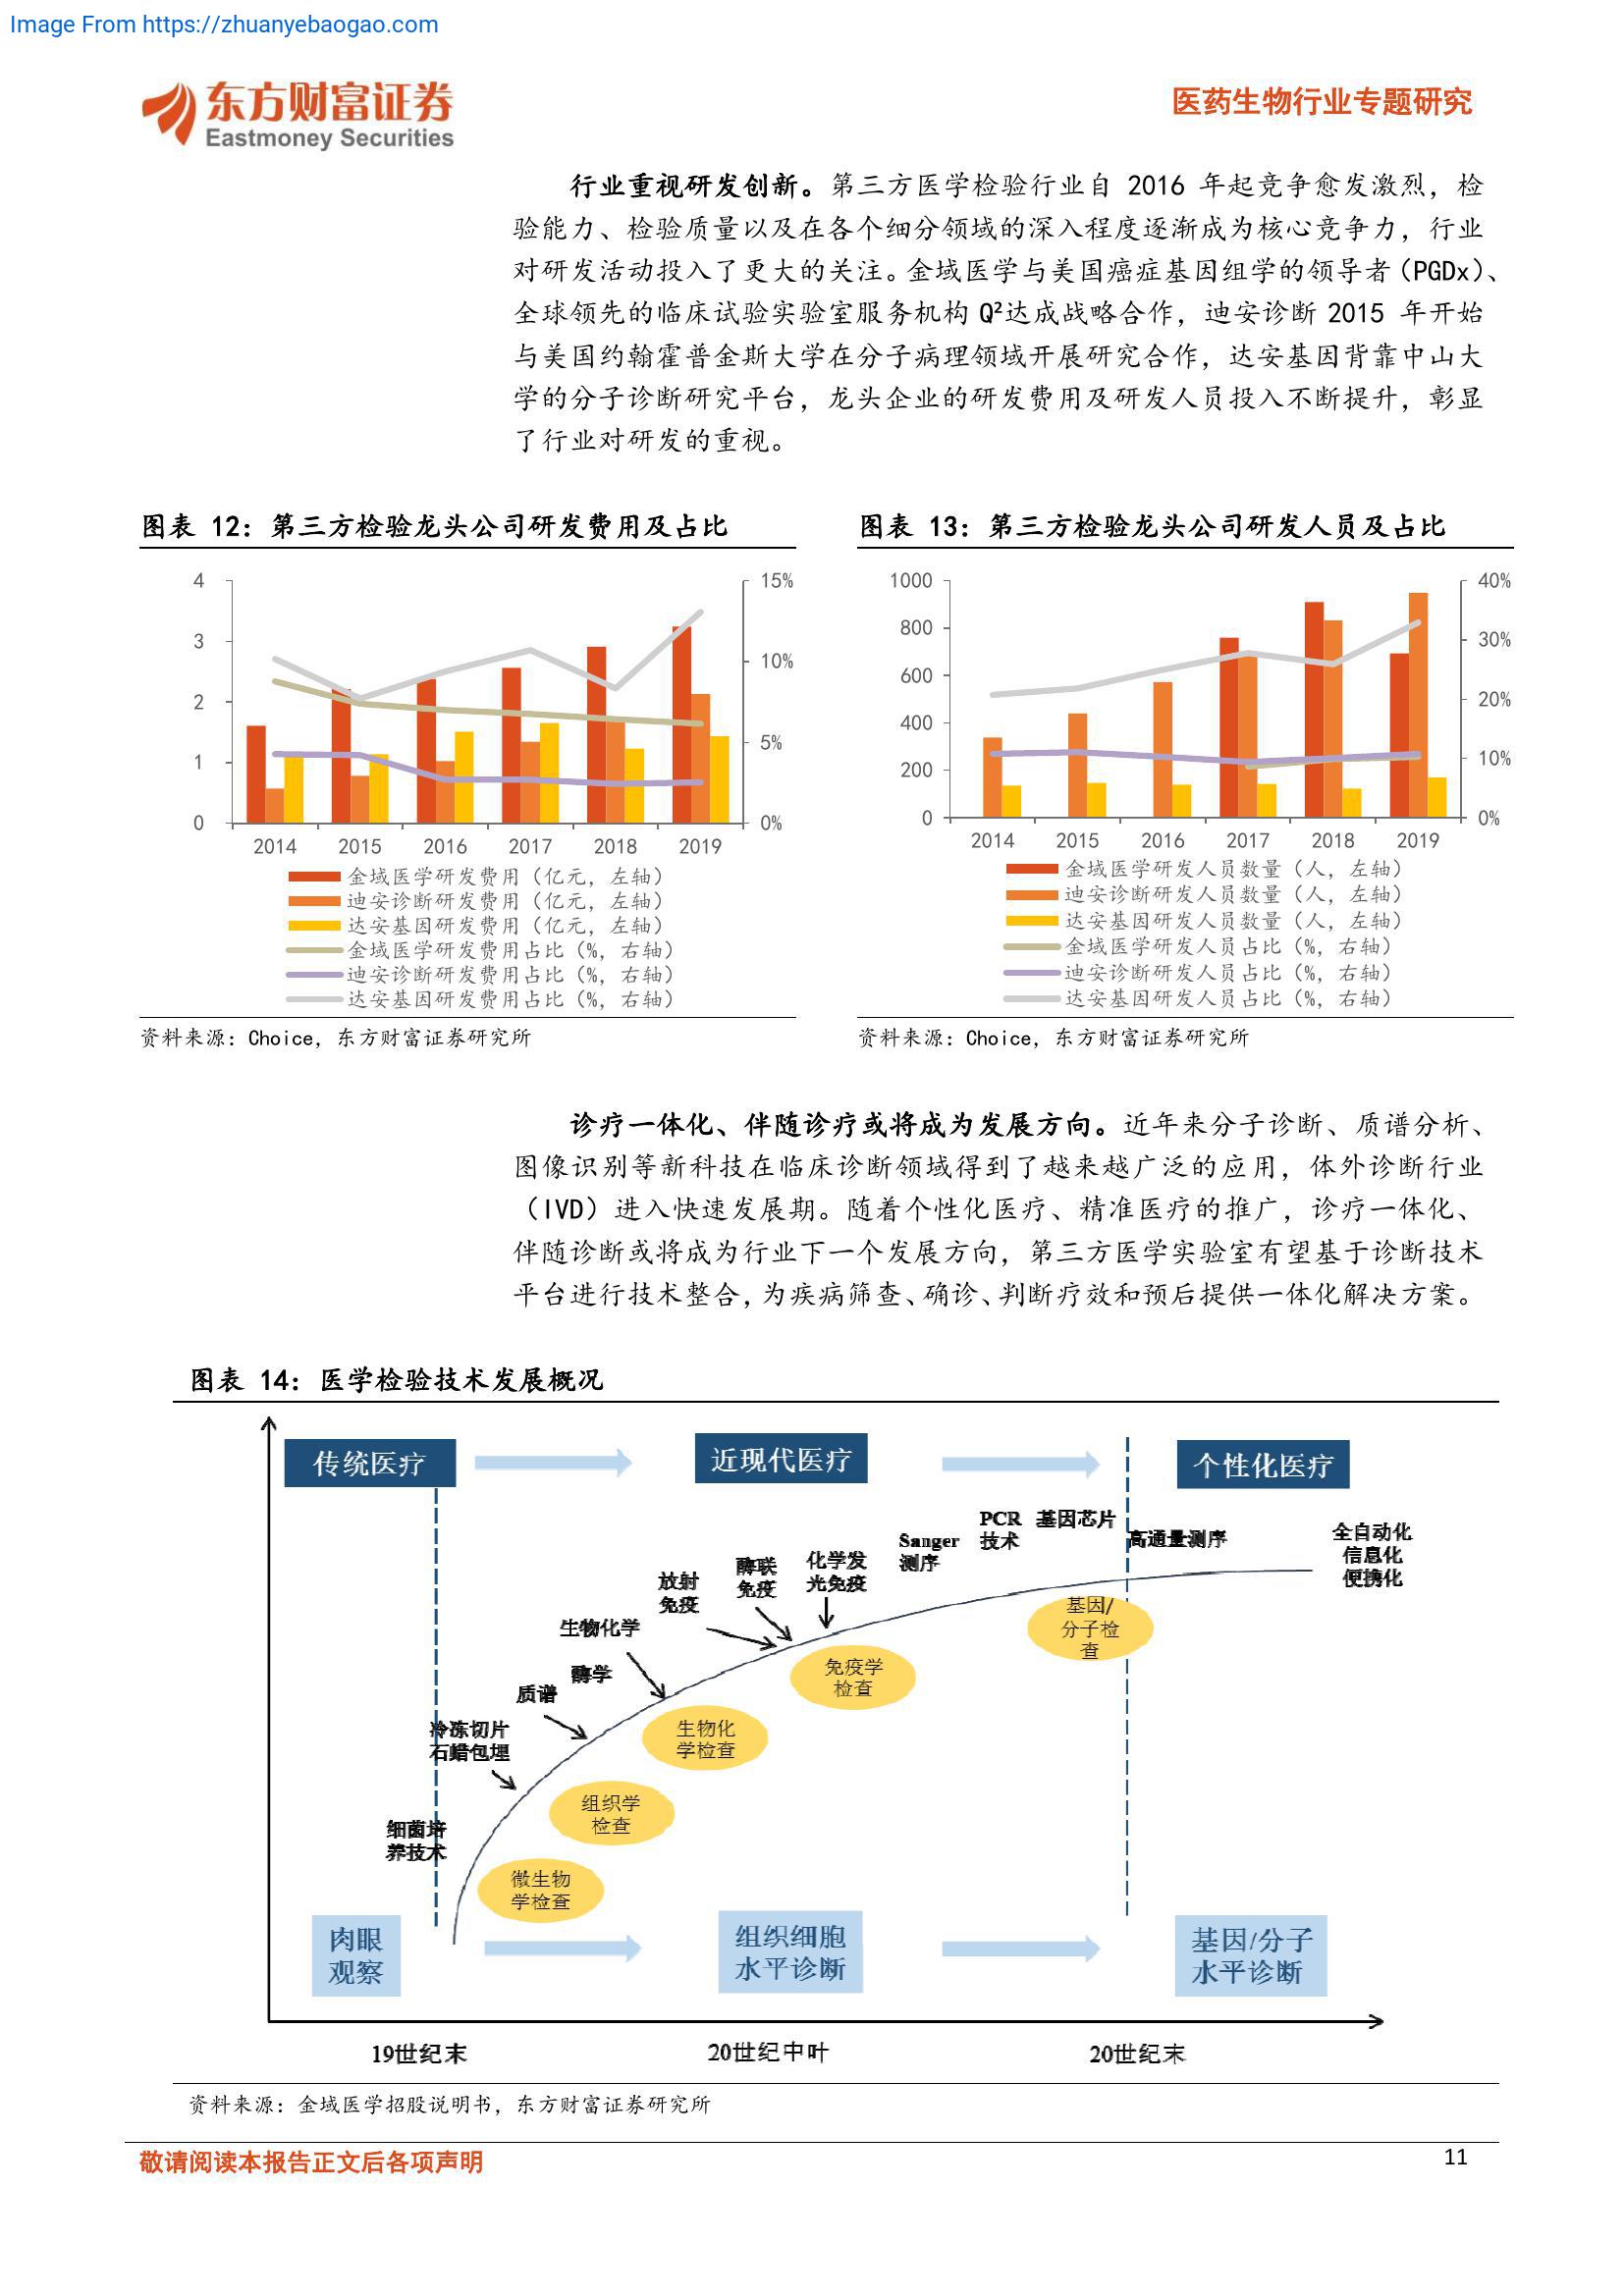 Image From https://zhuanyebaogao.com
东方财富证券
Eastmoney Securities
医药生物行业专题研究
行业重视研发创新。第三方医学检验行业自 2016 年起竞争愈发激烈，检
验能力、检验质量以及在各个细分领域的深入程度逐渐成为核心竞争力，行业
对研发活动投入了更大的关注。金域医学与美国癌症基因组学的领导者（PGDx）、
全球领先的临床试验实验室服务机构 Q²达成战略合作，迪安诊断 2015 年开始
与美国约翰霍普金斯大学在分子病理领域开展研究合作，达安基因背靠中山大
学的分子诊断研究平台，龙头企业的研发费用及研发人员投入不断提升，彰显
了行业对研发的重视。
图表 12：第三方检验龙头公司研发费用及占比
4
3
2
1
0
15%
10%
5%
0%
2014 2015 2016 2017 2018 2019
金域医学研发费用（亿元，左轴）
迪安诊断研发费用（亿元，左轴）
达安基因研发费用（亿元，左轴）
金域医学研发费用占比（%，右轴）
迪安诊断研发费用占比（%，右轴）
达安基因研发费用占比（%，右轴）
资料来源：Choice，东方财富证券研究所
图表 13：第三方检验龙头公司研发人员及占比
1000
800
600
400
200
0
40%
30%
20%
10%
0%
2014 2015 2016 2017 2018 2019
金域医学研发人员数量（人，左轴）
迪安诊断研发人员数量（人，左轴）
达安基因研发人员数量（人，左轴）
金域医学研发人员占比（%，右轴）
迪安诊断研发人员占比（%，右轴）
达安基因研发人员占比（%，右轴）
资料来源：Choice，东方财富证券研究所
诊疗一体化、伴随诊疗或将成为发展方向。近年来分子诊断、质谱分析、
图像识别等新科技在临床诊断领域得到了越来越广泛的应用，体外诊断行业
（IVD）进入快速发展期。随着个性化医疗、精准医疗的推广，诊疗一体化、
伴随诊断或将成为行业下一个发展方向，第三方医学实验室有望基于诊断技术
平台进行技术整合，为疾病筛查、确诊、判断疗效和预后提供一体化解决方案。
图表 14：医学检验技术发展概况
传统医疗
近现代医疗
个性化医疗
PCR
技术
基因芯片
Sanger
测序
高通量测序
全自动化
信息化
便携化
化学发
光免疫
酶联
免疫
放射
免疫
生物化学
酶学
质谱
冷冻切片
石蜡包埋
细菌培
养技术
基因/
分子检
查
免疫学
检查
生物化
学检查
组织学
检查
微生物
学检查
肉眼
观察
组织细胞
水平诊断
基因/分子
水平诊断
19世纪末
20世纪中叶
20世纪末
资料来源：金域医学招股说明书，东方财富证券研究所
敬请阅读本报告正文后各项声明
11